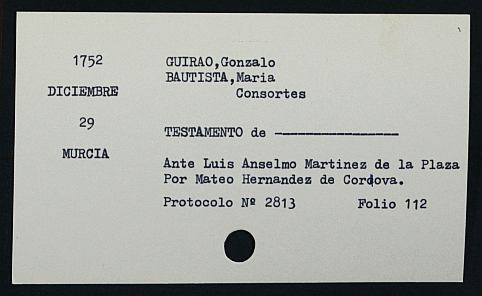 1752
GUIRAO,Gonzalo
BAUTISTA,Maria
DICIEMBRE
Consortes
29
TESTAMENTO de -----------------
MURCIA
Ante Luis Anselmo Martinez de la Plaza
Por Mateo Hernandez de Cordova.
Protocolo Nº 2813 Folio 112